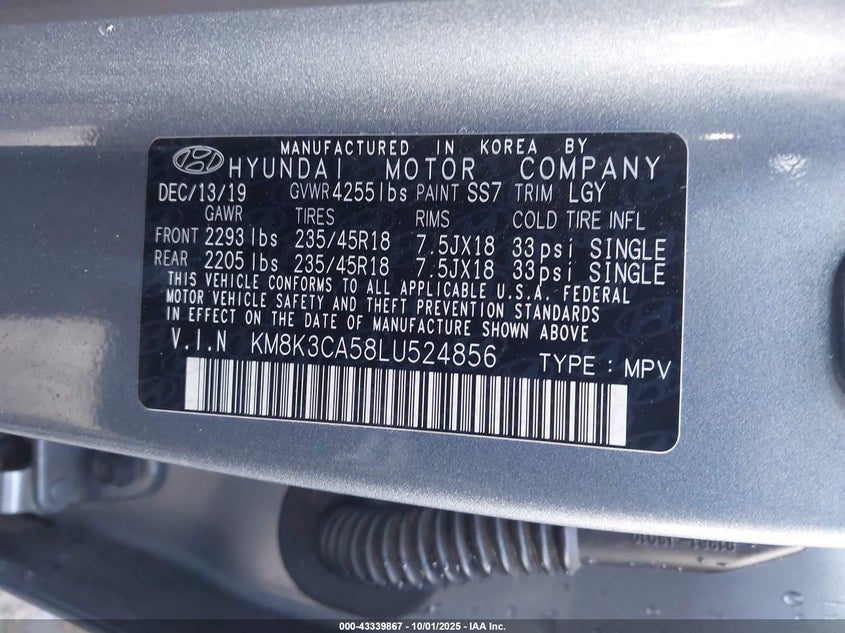 MANUFACTURED IN KOREA BY
HYUNDAI MOTOR COMPANY
DEC/13/19 GVWR 4255lbs PAINT SS7 TRIM LGY
GAWR TIRES RIMS COLD TIRE INFL
FRONT 2293lbs 235/45R18 7.5JX18 33psi SINGLE
REAR 2205lbs 235/45R18 7.5JX18 33psi SINGLE
THIS VEHICLE CONFORMS TO ALL APPLICABLE U.S.A. FEDERAL
MOTOR VEHICLE SAFETY AND THEFT PREVENTION STANDARDS
IN EFFECT ON THE DATE OF MANUFACTURE SHOWN ABOVE
V.I.N KM8K3CA58LU524856 TYPE : MPV
000-43339867 - 10/01/2025 - IAA Inc.